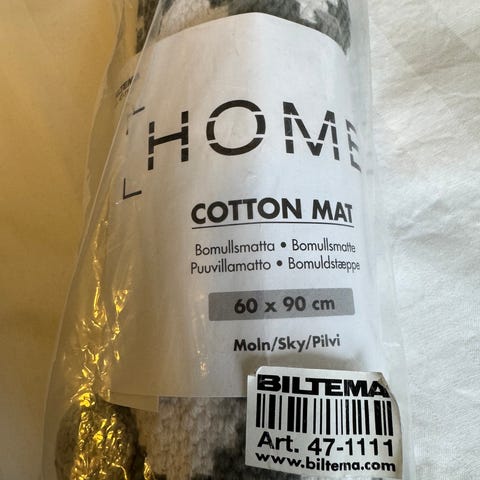 BILTEMA
HOME
COTTON MAT
Bomullsmatta • Bomullsmatte
Puuvillamatto • Bomuldstæppe
60 x 90 cm
Moln/Sky/Pilvi
BILTEMA
Art. 47-1111
www.biltema.com